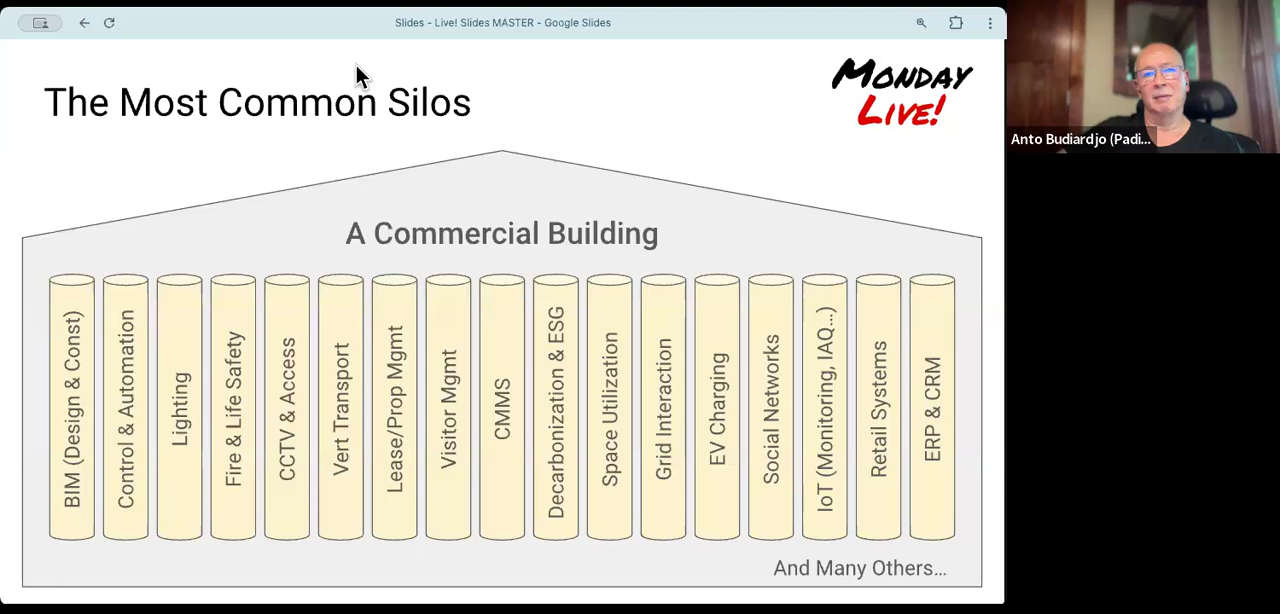 Slides - Live! Slides MASTER - Google Slides
The Most Common Silos
MONDAY
LIVE!
Anto Budiardjo (Padi...
A Commercial Building
BIM (Design & Const)
Control & Automation
Lighting
Fire & Life Safety
CCTV & Access
Vert Transport
Lease/Prop Mgmt
Visitor Mgmt
CMMS
Decarbonization & ESG
Space Utilization
Grid Interaction
EV Charging
Social Networks
IoT (Monitoring, IAQ...)
Retail Systems
ERP & CRM
And Many Others...